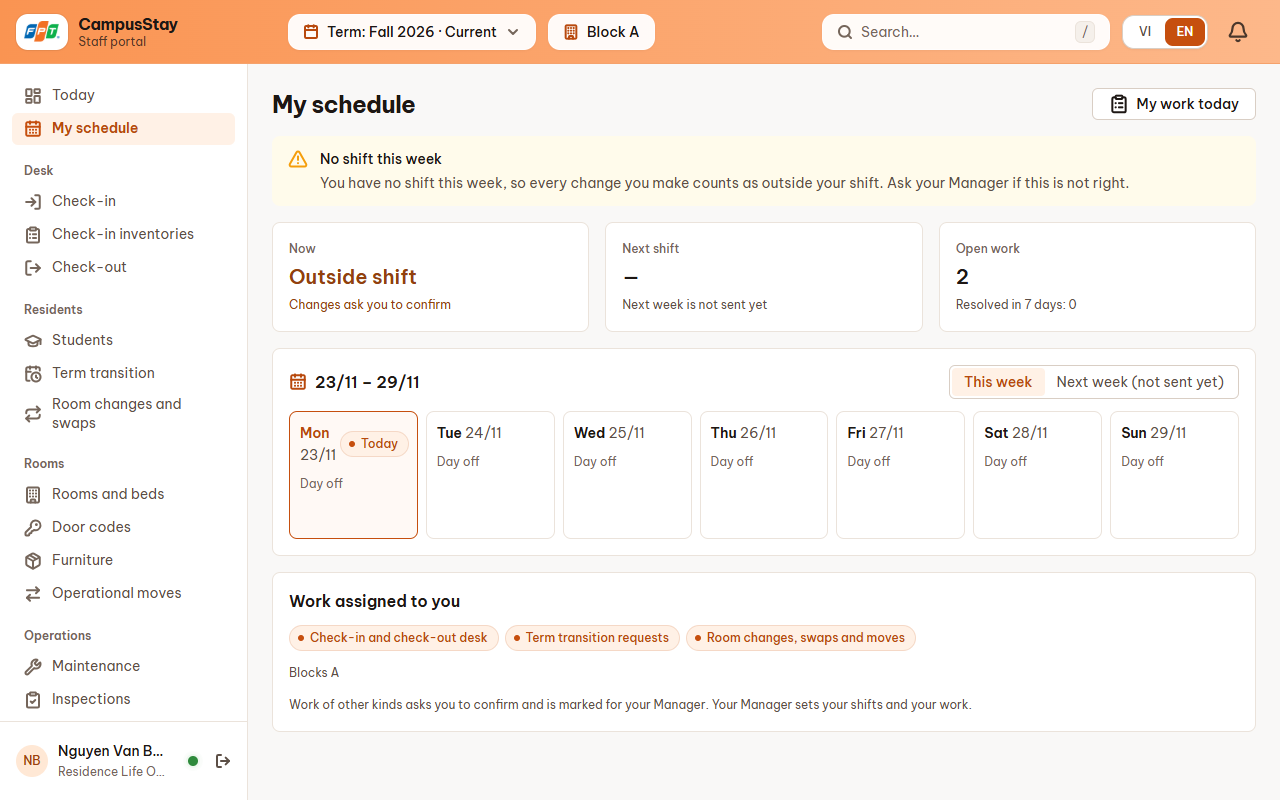 FPT
CampusStay
Staff portal
Term: Fall 2026 · Current
Block A
Search...
/
VI
EN
Today
My schedule
Desk
Check-in
Check-in inventories
Check-out
Residents
Students
Term transition
Room changes and
swaps
Rooms
Rooms and beds
Door codes
Furniture
Operational moves
Operations
Maintenance
Inspections
NB
Nguyen Van B...
Residence Life O...
My schedule
My work today
No shift this week
You have no shift this week, so every change you make counts as outside your shift. Ask your Manager if this is not right.
Now
Outside shift
Changes ask you to confirm
Next shift
—
Next week is not sent yet
Open work
2
Resolved in 7 days: 0
23/11 – 29/11
This week
Next week (not sent yet)
Mon
23/11
Today
Day off
Tue 24/11
Day off
Wed 25/11
Day off
Thu 26/11
Day off
Fri 27/11
Day off
Sat 28/11
Day off
Sun 29/11
Day off
Work assigned to you
Check-in and check-out desk
Term transition requests
Room changes, swaps and moves
Blocks A
Work of other kinds asks you to confirm and is marked for your Manager. Your Manager sets your shifts and your work.